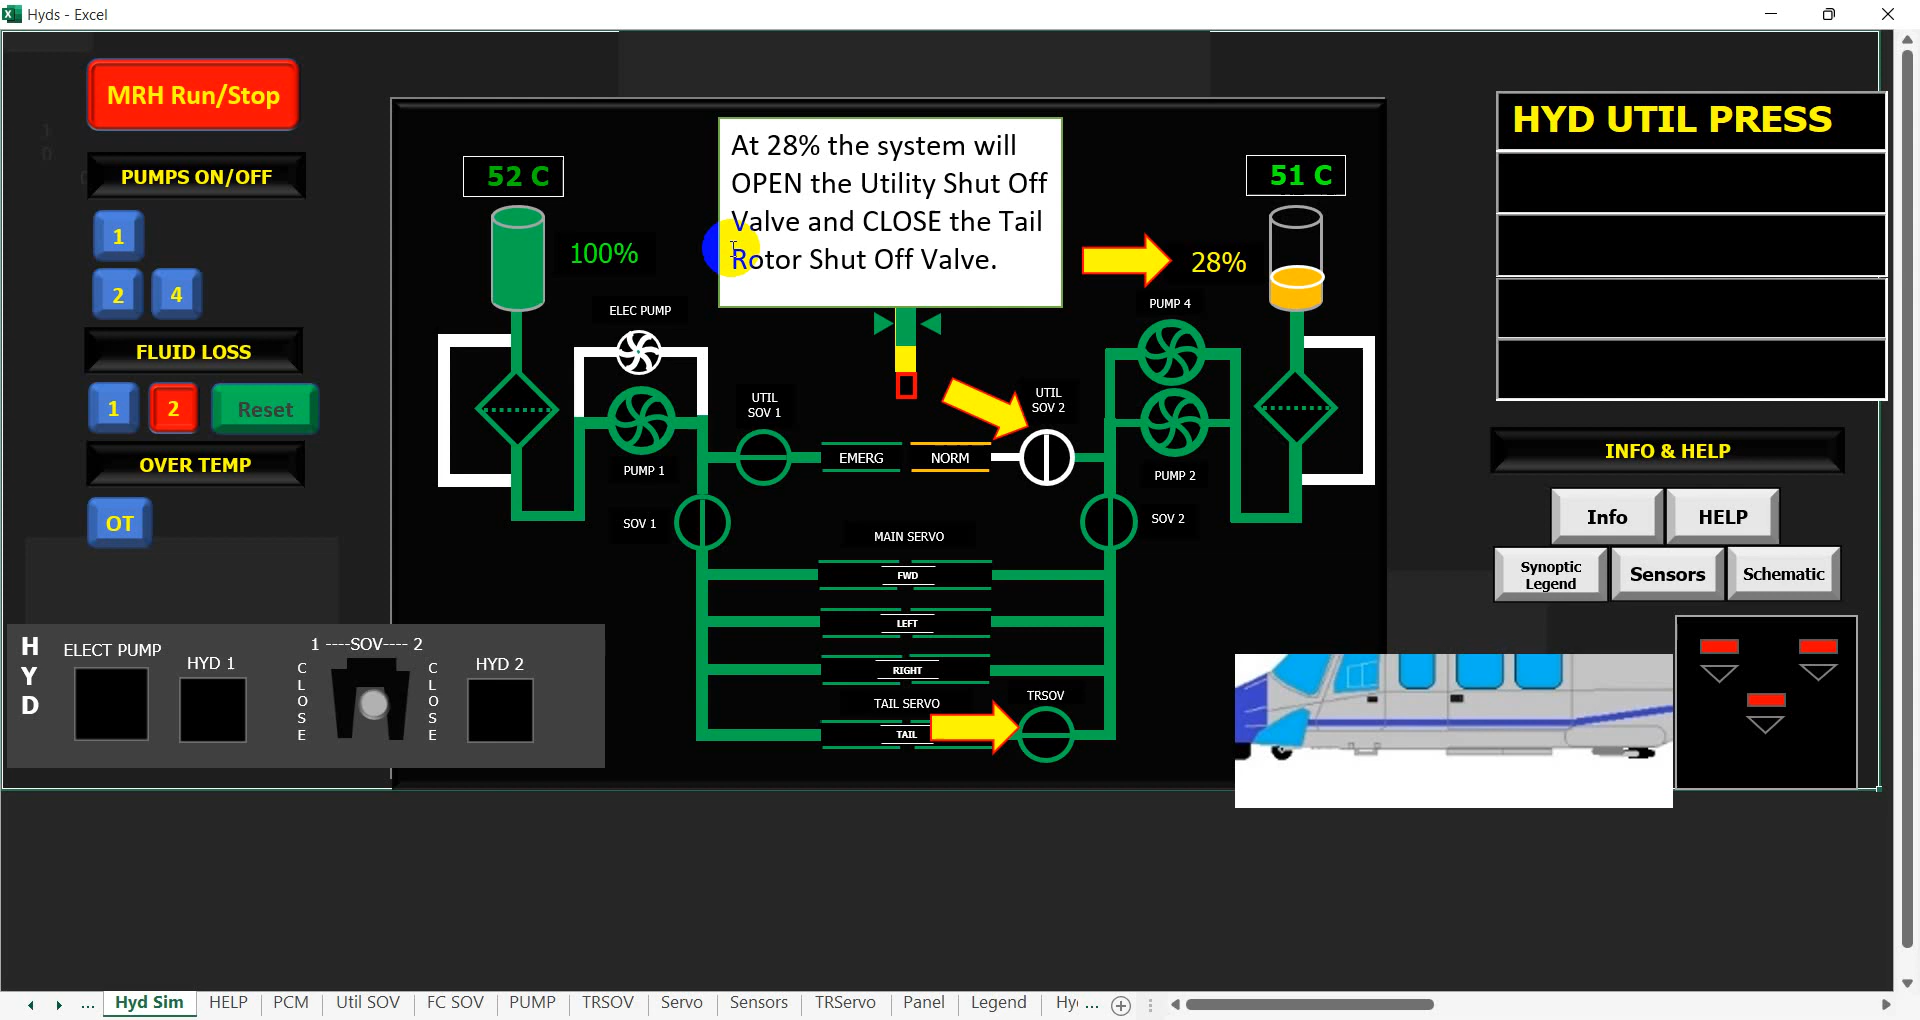 Hyds - Excel
MRH Run/Stop
PUMPS ON/OFF
1
2 4
FLUID LOSS
1 2 Reset
OVER TEMP
OT
52 C
100%
At 28% the system will
OPEN the Utility Shut Off
Valve and CLOSE the Tail
Rotor Shut Off Valve.
51 C
28%
ELEC PUMP
PUMP 1
PUMP 4
PUMP 2
UTIL
SOV 1
UTIL
SOV 2
EMERG NORM
SOV 1
SOV 2
MAIN SERVO
FWD
LEFT
RIGHT
TAIL SERVO
TAIL
TRSOV
HYD UTIL PRESS
INFO & HELP
Info HELP
Synoptic
Legend
Sensors
Schematic
H
Y
D
ELECT PUMP
HYD 1
1 ----SOV---- 2
C
L
O
S
E
C
L
O
S
E
HYD 2
... Hyd Sim HELP PCM Util SOV FC SOV PUMP TRSOV Servo Sensors TRServo Panel Legend Hy ...